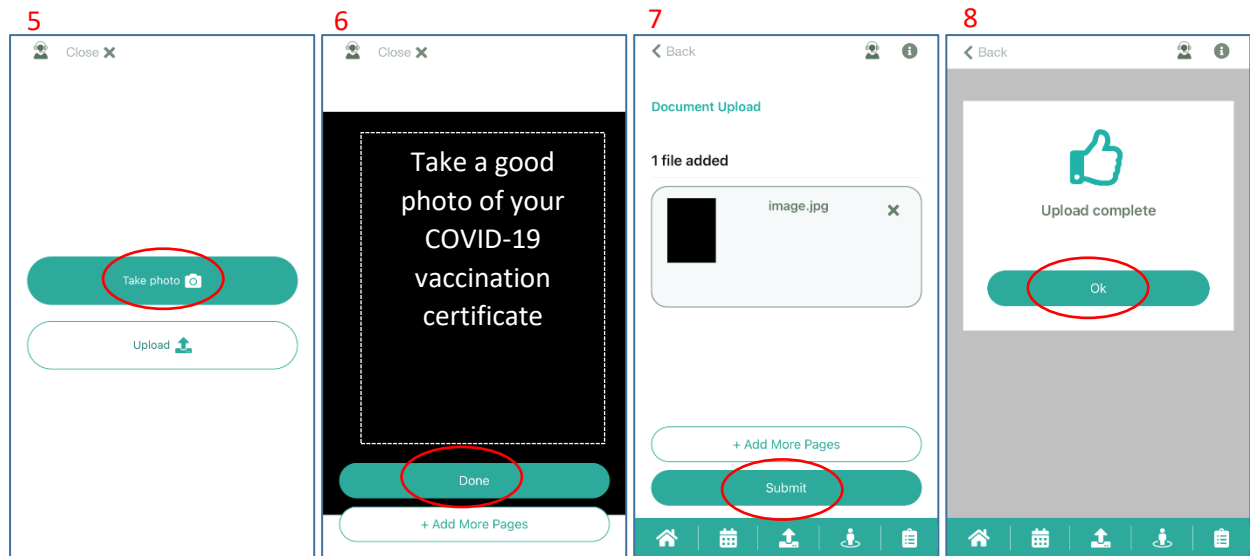 5
Close
Take photo
Upload
6
Close
Take a good
photo of your
COVID-19
vaccination
certificate
Done
+ Add More Pages
7
Back
Document Upload
1 file added
image.jpg
+ Add More Pages
Submit
8
Back
Upload complete
Ok